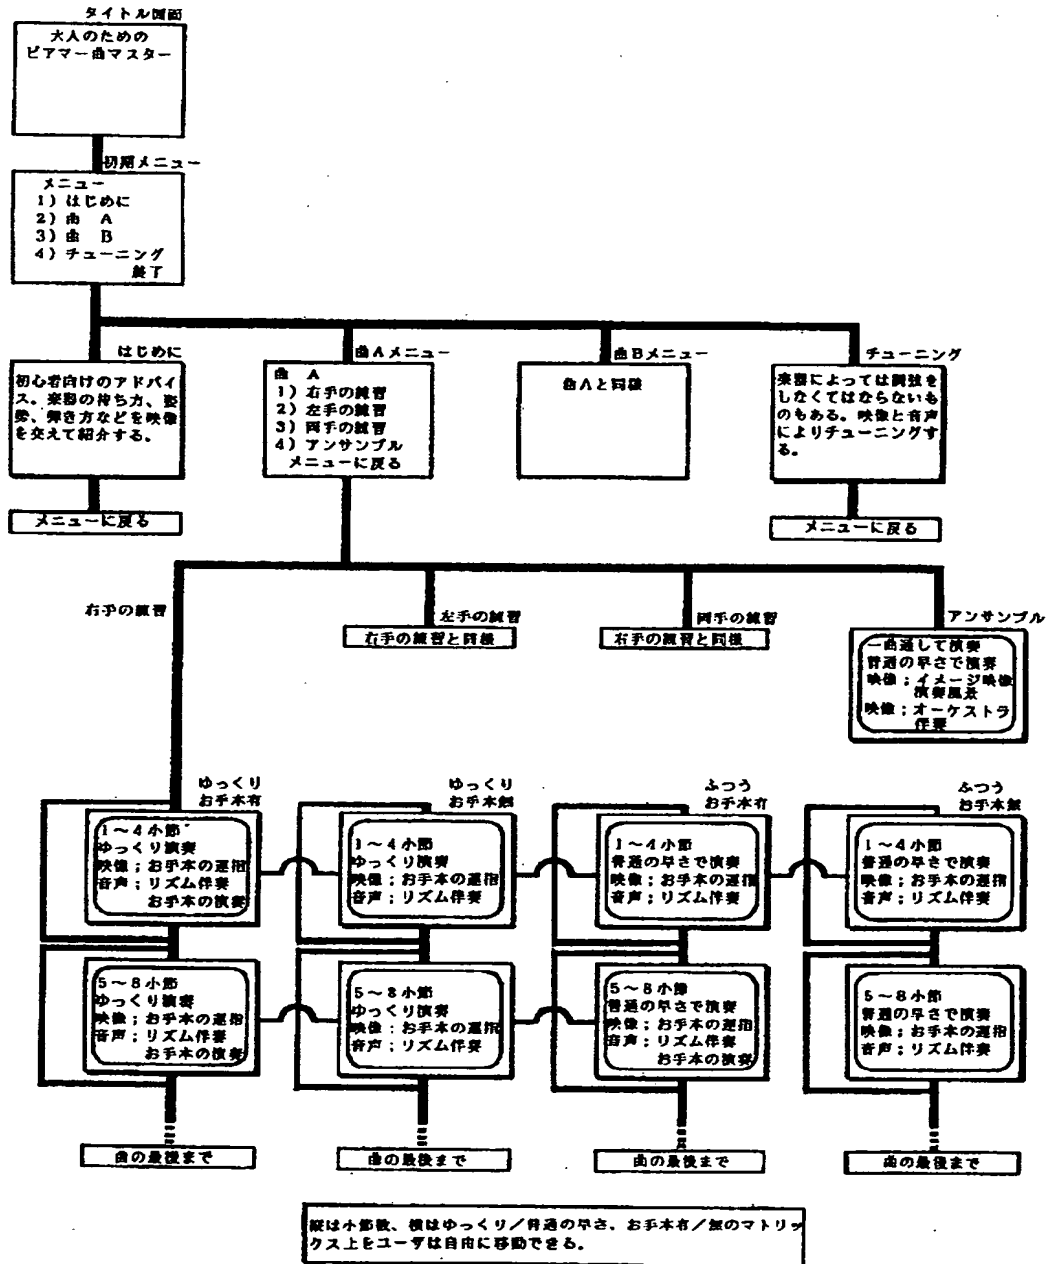 タイトル画面
大人のための
ピアマー曲マスター
初期メニュー
メニュー
1）はじめに
2）曲 A
3）曲 B
4）チューニング
終了
はじめに
初心者向けのアドバイ
ス。楽器の持ち方、姿
勢、弾き方などを映像
を交えて紹介する。
メニューに戻る
曲Aメニュー
曲 A
1）右手の練習
2）左手の練習
3）両手の練習
4）アンサンブル
メニューに戻る
曲Bメニュー
曲Aと同様
チューニング
楽器によっては調弦を
しなくてはならないも
のもある。映像と音声
によりチューニングす
る。
メニューに戻る
右手の練習
左手の練習
右手の練習と同様
両手の練習
右手の練習と同様
アンサンブル
一曲通して演奏
普通の早さで演奏
映像；イメージ映像
演奏風景
映像；オーケストラ
伴奏
ゆっくり
お手本有
1～4小節
ゆっくり演奏
映像；お手本の運指
音声；リズム伴奏
お手本の演奏
ゆっくり
お手本無
1～4小節
ゆっくり演奏
映像；お手本の運指
音声；リズム伴奏
ふつう
お手本有
1～4小節
普通の早さで演奏
映像；お手本の運指
音声；リズム伴奏
ふつう
お手本無
1～4小節
普通の早さで演奏
映像；お手本の運指
音声；リズム伴奏
5～8小節
ゆっくり演奏
映像；お手本の運指
音声；リズム伴奏
お手本の演奏
5～8小節
ゆっくり演奏
映像：お手本の運指
音声；リズム伴奏
5～8小節
普通の早さで演奏
映像；お手本の運指
音声；リズム伴奏
お手本の演奏
5～8小節
普通の早さで演奏
映像；お手本の運指
音声；リズム伴奏
曲の最後まで
曲の最後まで
曲の最後まで
曲の最後まで
縦は小節数、横はゆっくり／普通の早さ、お手本有／無のマトリッ
クス上をユーザは自由に移動できる。